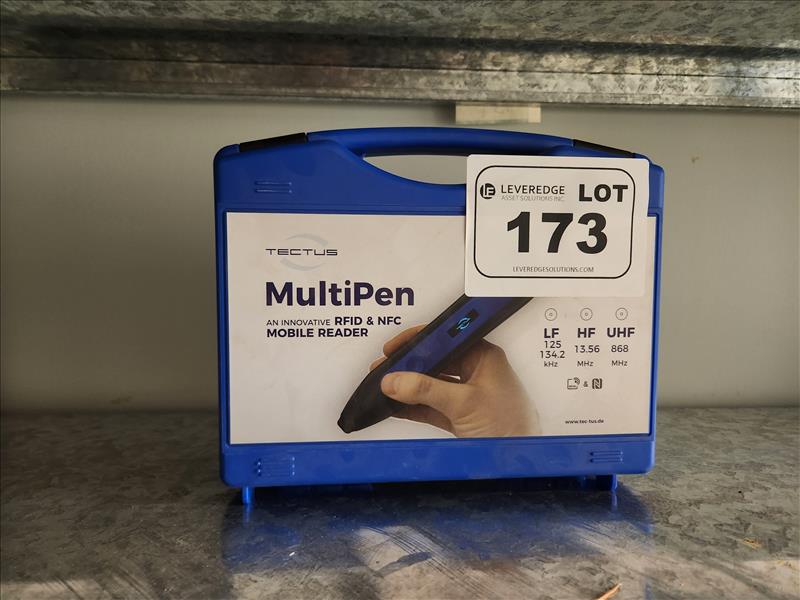 LE LEVEREDGE LOT
ASSET SOLUTIONS INC.
173
LEVEREDGESOLUTIONS.COM
TECTUS
MultiPen
AN INNOVATIVE RFID & NFC
MOBILE READER
LF HF UHF
125 13.56 868
134.2 MHz MHz
kHz
&
www.tec-tus.de